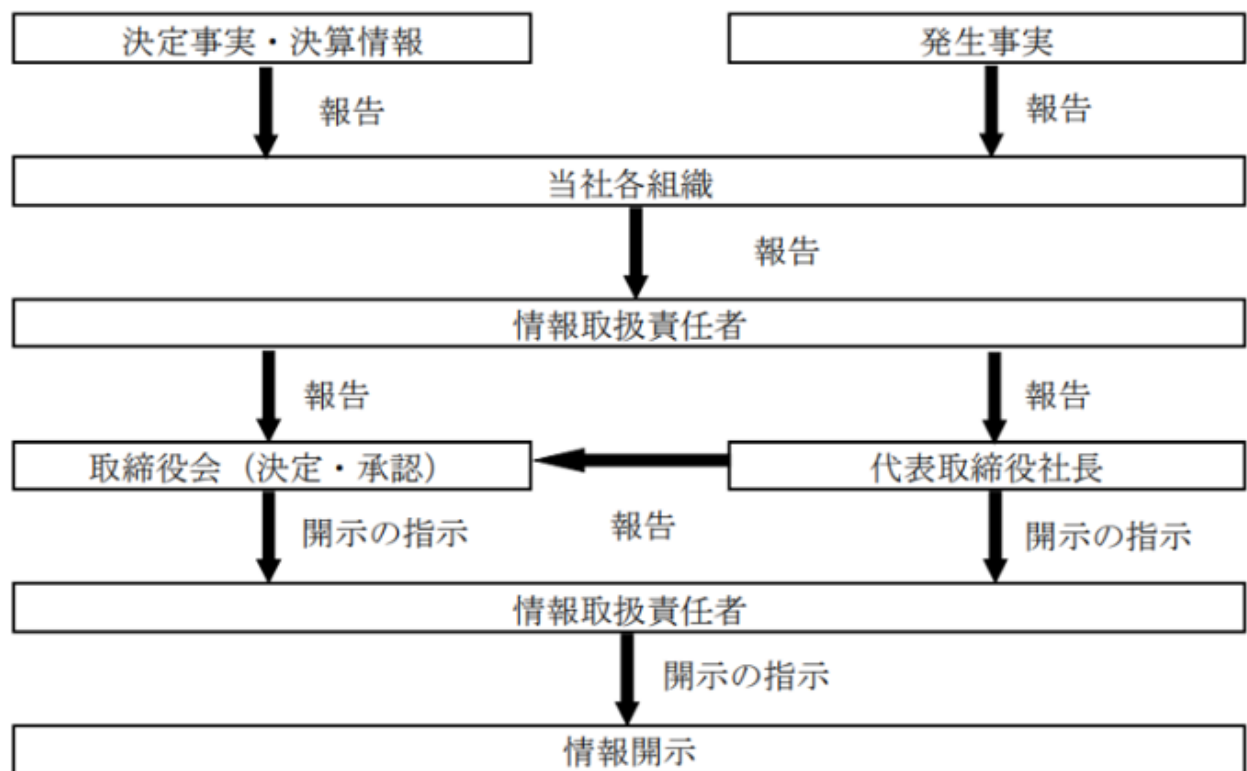 決定事実・決算情報
発生事実
報告
報告
当社各組織
報告
情報取扱責任者
報告
報告
取締役会（決定・承認）
代表取締役社長
開示の指示
報告
開示の指示
情報取扱責任者
開示の指示
情報開示